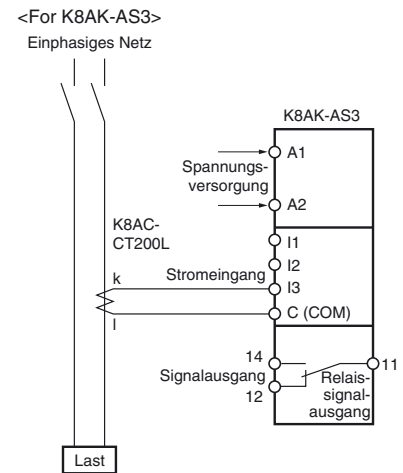 <For K8AK-AS3>
Einphasiges Netz
K8AK-AS3
A1
Spannungs-
versorgung
A2
K8AC-
CT200L
I1
I2
k
Stromeingang
I3
l
C (COM)
14
11
Signalausgang
12
Relais-
signal-
ausgang
Last